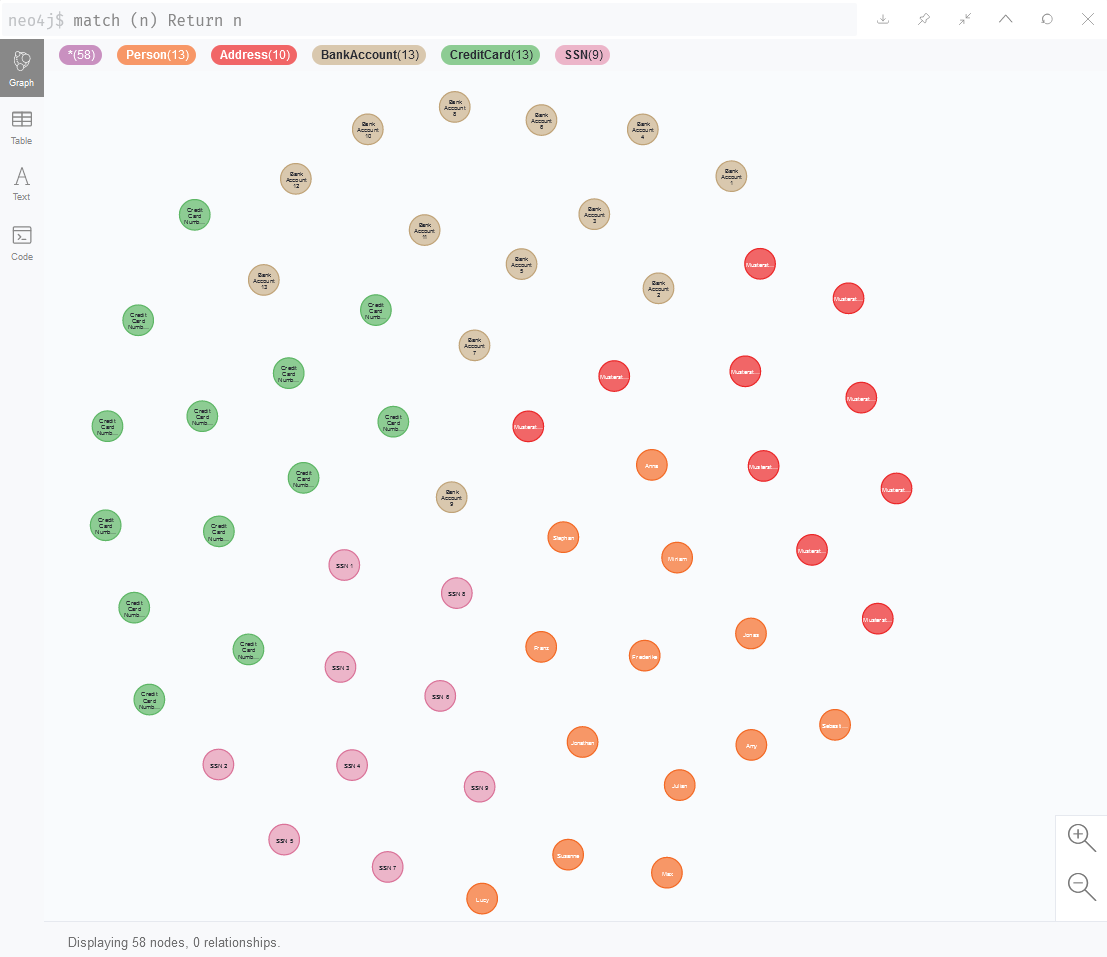 neo4j$ match (n) Return n
*(58) Person(13) Address(10) BankAccount(13) CreditCard(13) SSN(9)
Graph
Table
Text
Code
Bank
Account
8
Bank
Account
6
Bank
Account
10
Bank
Account
4
Bank
Account
1
Bank
Account
12
Credit
Card
Numb...
Bank
Account
3
Bank
Account
11
Bank
Account
5
Musterst...
Bank
Account
13
Bank
Account
2
Musterst...
Credit
Card
Numb...
Credit
Card
Numb...
Bank
Account
7
Credit
Card
Numb...
Musterst...
Musterst...
Musterst...
Credit
Card
Numb...
Credit
Card
Numb...
Credit
Card
Numb...
Musterst...
Anna
Musterst...
Credit
Card
Numb...
Musterst...
Bank
Account
9
Credit
Card
Numb...
Credit
Card
Numb...
Stephan
Musterst...
Miriam
SSN 1
SSN 8
Credit
Card
Numb...
Musterst...
Jonas
Credit
Card
Numb...
Franz
Frederike
SSN 3
SSN 6
Credit
Card
Numb...
Sebast...
Jonathan
Amy
SSN 2
SSN 4
Julian
SSN 9
SSN 5
Susanne
SSN 7
Max
Lucy
Displaying 58 nodes, 0 relationships.